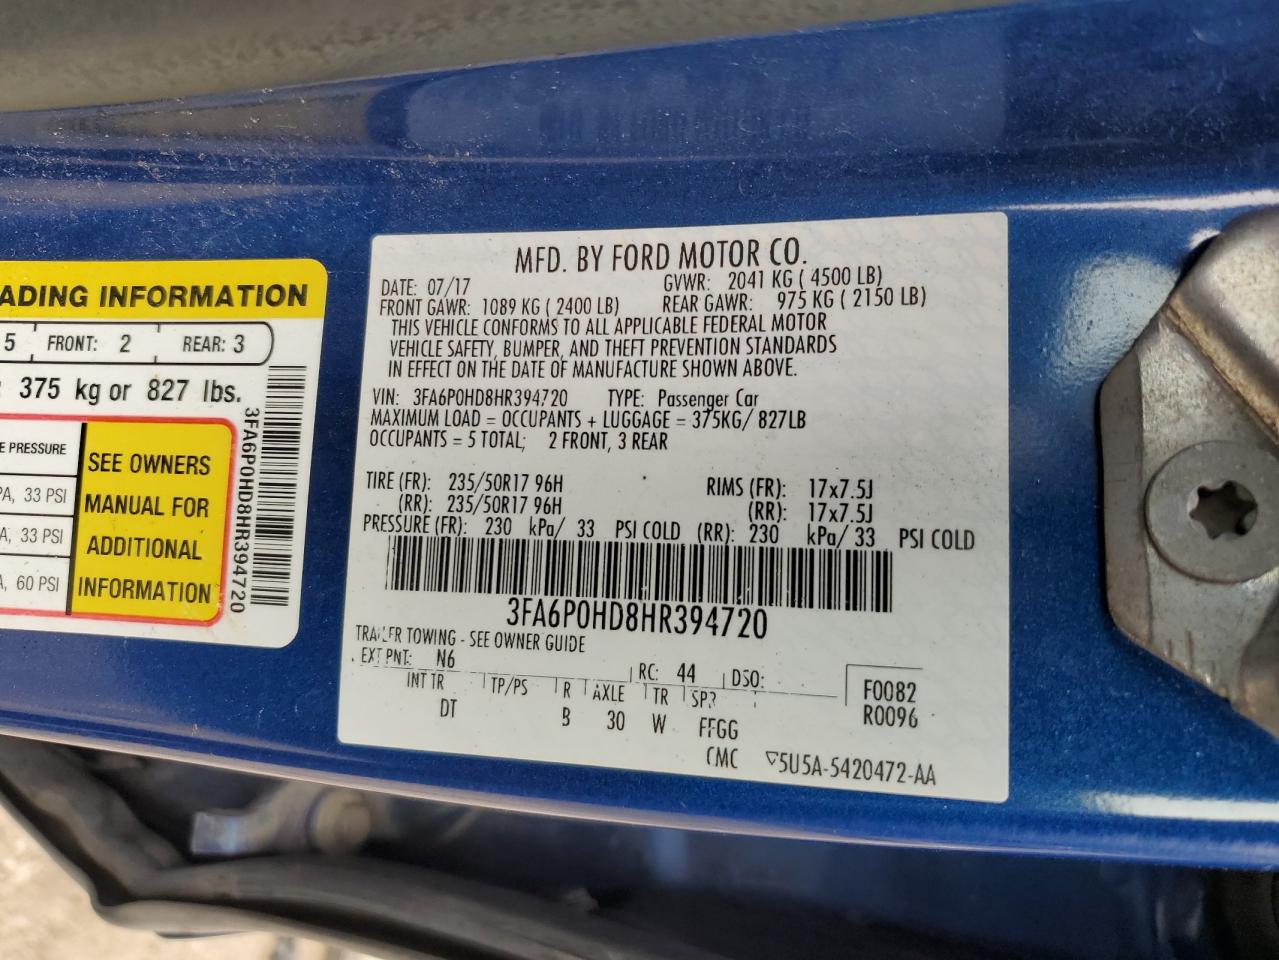 ADING INFORMATION
5 FRONT: 2 REAR: 3
375 kg or 827 lbs.
E PRESSURE
PA, 33 PSI
A, 33 PSI
A, 60 PSI
SEE OWNERS
MANUAL FOR
ADDITIONAL
INFORMATION
3FA6P0HD8HR394720
MFD. BY FORD MOTOR CO.
DATE: 07/17 GVWR: 2041 KG ( 4500 LB)
FRONT GAWR: 1089 KG ( 2400 LB) REAR GAWR: 975 KG ( 2150 LB)
THIS VEHICLE CONFORMS TO ALL APPLICABLE FEDERAL MOTOR
VEHICLE SAFETY, BUMPER, AND THEFT PREVENTION STANDARDS
IN EFFECT ON THE DATE OF MANUFACTURE SHOWN ABOVE.
VIN: 3FA6P0HD8HR394720 TYPE: Passenger Car
MAXIMUM LOAD = OCCUPANTS + LUGGAGE = 375KG/ 827LB
OCCUPANTS = 5 TOTAL; 2 FRONT, 3 REAR
TIRE (FR): 235/50R17 96H RIMS (FR): 17x7.5J
(RR): 235/50R17 96H (RR): 17x7.5J
PRESSURE (FR): 230 kPa/ 33 PSI COLD (RR): 230 kPa/ 33 PSI COLD
3FA6P0HD8HR394720
TRAILER TOWING - SEE OWNER GUIDE
EXT PNT: N6 RC: 44 DSO:
INT TR TP/PS R AXLE TR SPR
DT B 30 W FFGG
F0082
R0096
CMC ▽5U5A-5420472-AA